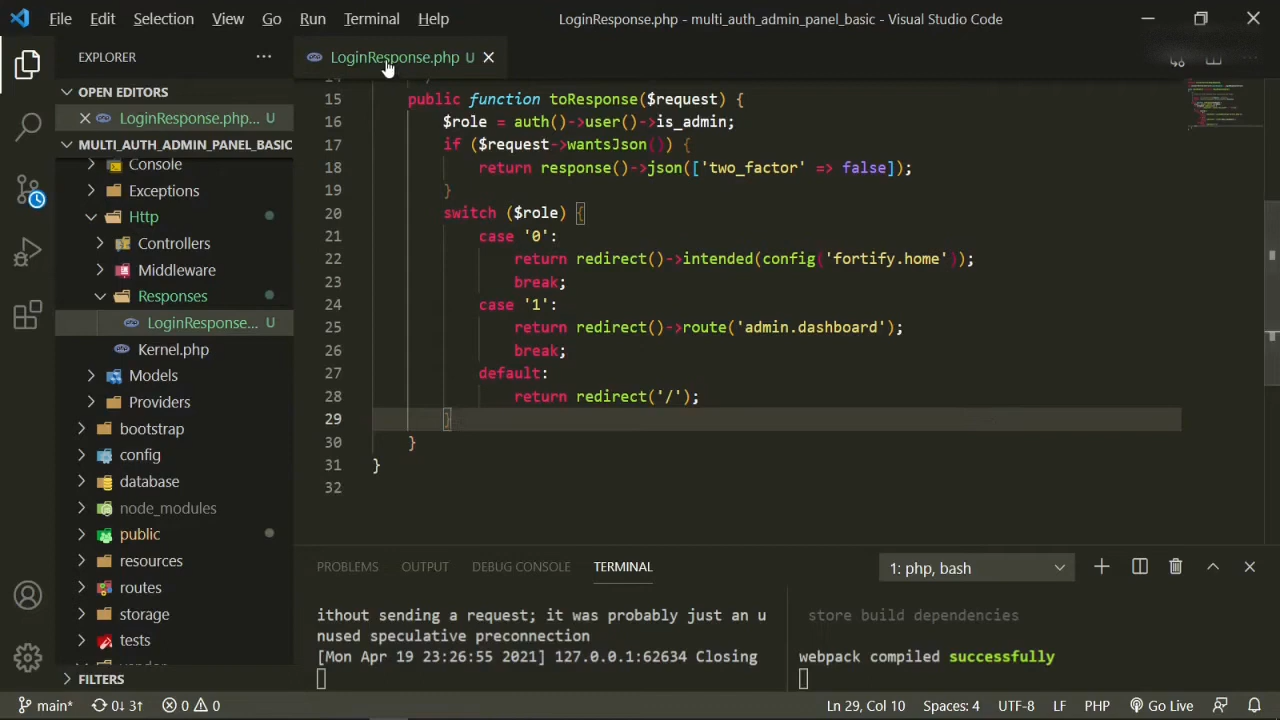 File Edit Selection View Go Run Terminal Help LoginResponse.php - multi_auth_admin_panel_basic - Visual Studio Code
EXPLORER ···
LoginResponse.php U
OPEN EDITORS
LoginResponse.php... U
MULTI_AUTH_ADMIN_PANEL_BASIC
Console
Exceptions
Http
Controllers
Middleware
Responses
LoginResponse... U
Kernel.php
Models
Providers
bootstrap
config
database
node_modules
public
resources
routes
storage
tests
FILTERS
15 public function toResponse($request) {
16 $role = auth()->user()->is_admin;
17 if ($request->wantsJson()) {
18 return response()->json(['two_factor' => false]);
19 }
20 switch ($role) {
21 case '0':
22 return redirect()->intended(config('fortify.home'));
23 break;
24 case '1':
25 return redirect()->route('admin.dashboard');
26 break;
27 default:
28 return redirect('/');
29 }
30 }
31 }
32
PROBLEMS OUTPUT DEBUG CONSOLE TERMINAL 1: php, bash
ithout sending a request; it was probably just an u
nused speculative preconnection
[Mon Apr 19 23:26:55 2021] 127.0.0.1:62634 Closing
store build dependencies
webpack compiled successfully
main* 0↓ 3↑ 0 0 Ln 29, Col 10 Spaces: 4 UTF-8 LF PHP Go Live